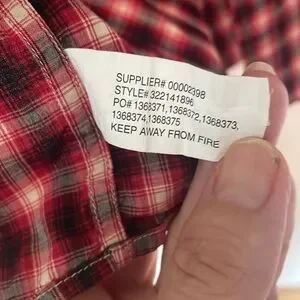 SUPPLIER# 00002398
STYLE# 322141896
PO# 1368371,1368372,1368373,
1368374,1368375
KEEP AWAY FROM FIRE